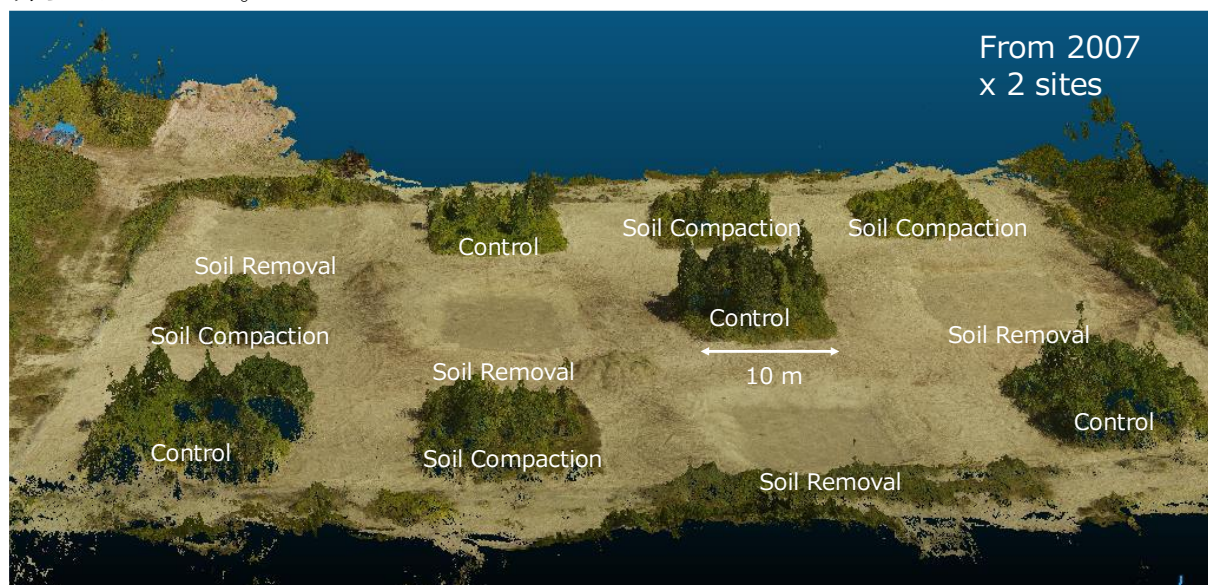 From 2007
x 2 sites
Soil Compaction
Soil Compaction
Control
Soil Removal
Control
Soil Compaction
Soil Removal
Soil Removal
10 m
Control
Control
Soil Compaction
Soil Removal